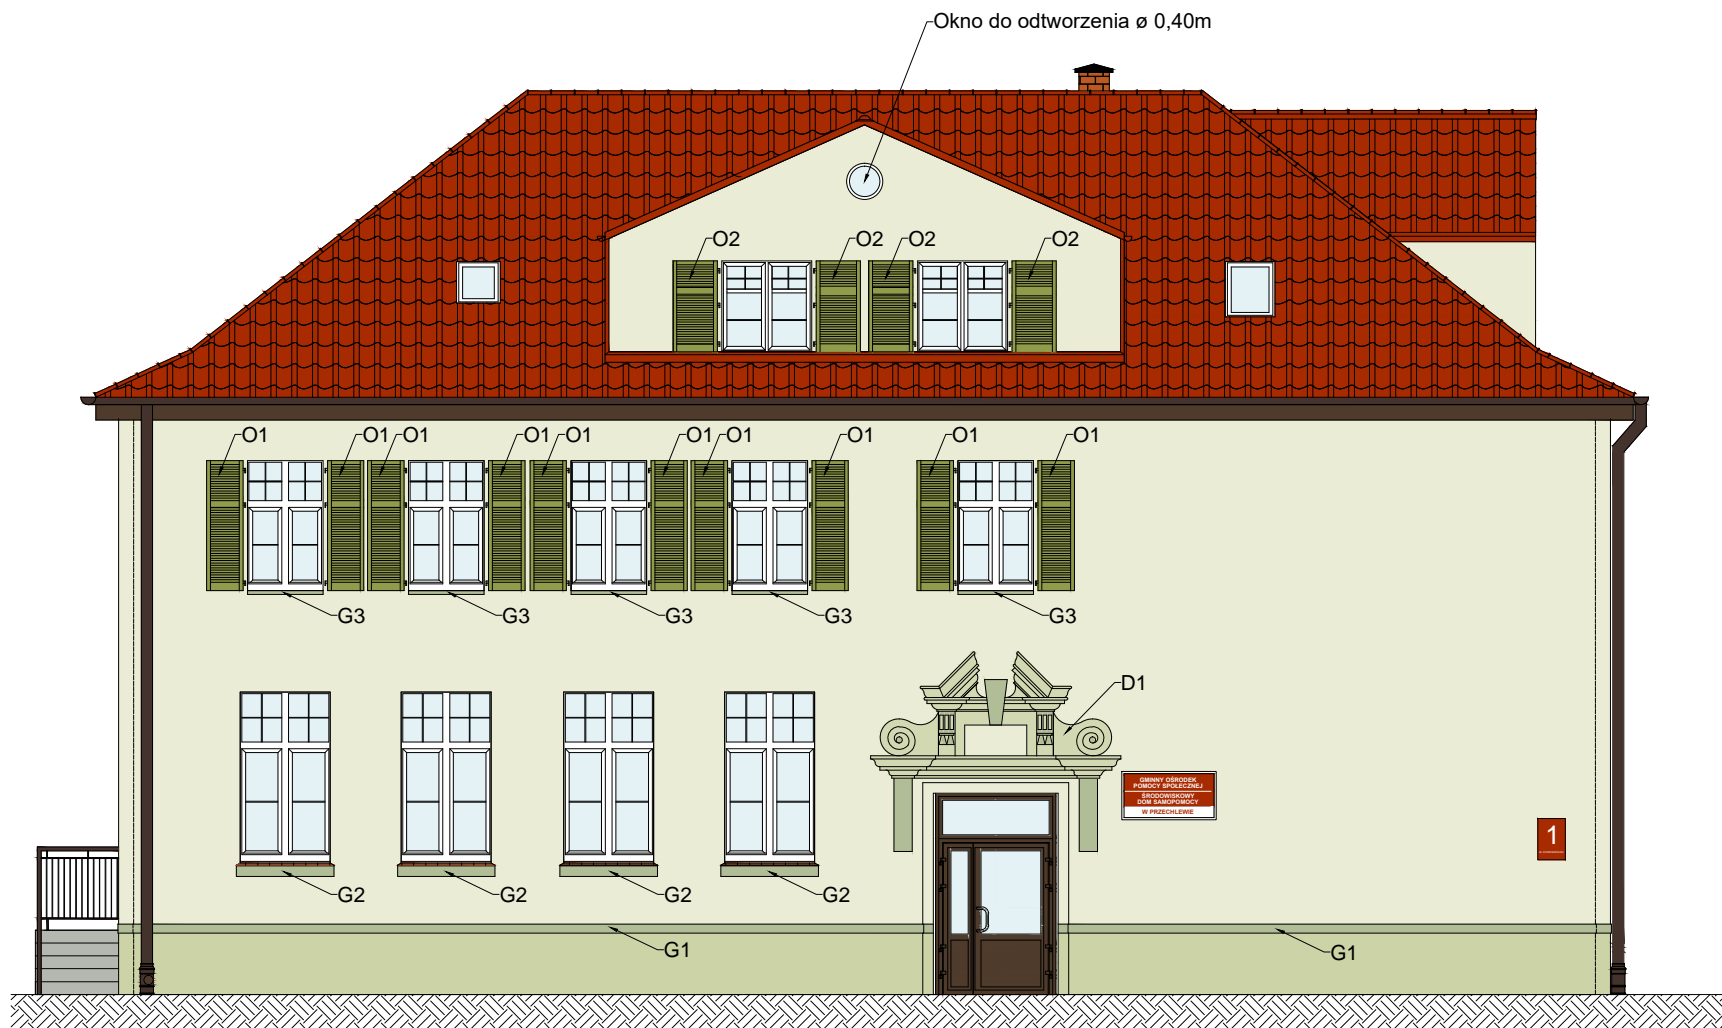 Okno do odtworzenia ø 0,40m
O2 O2 O2 O2
O1 O1 O1 O1 O1 O1 O1 O1 O1 O1
G3 G3 G3 G3 G3
D1
GMINNY OŚRODEK
POMOCY SPOŁECZNEJ
ŚRODOWISKOWY
DOM SAMOPOMOCY
W PRZECHLEWIE
1
G2 G2 G2 G2
G1 G1